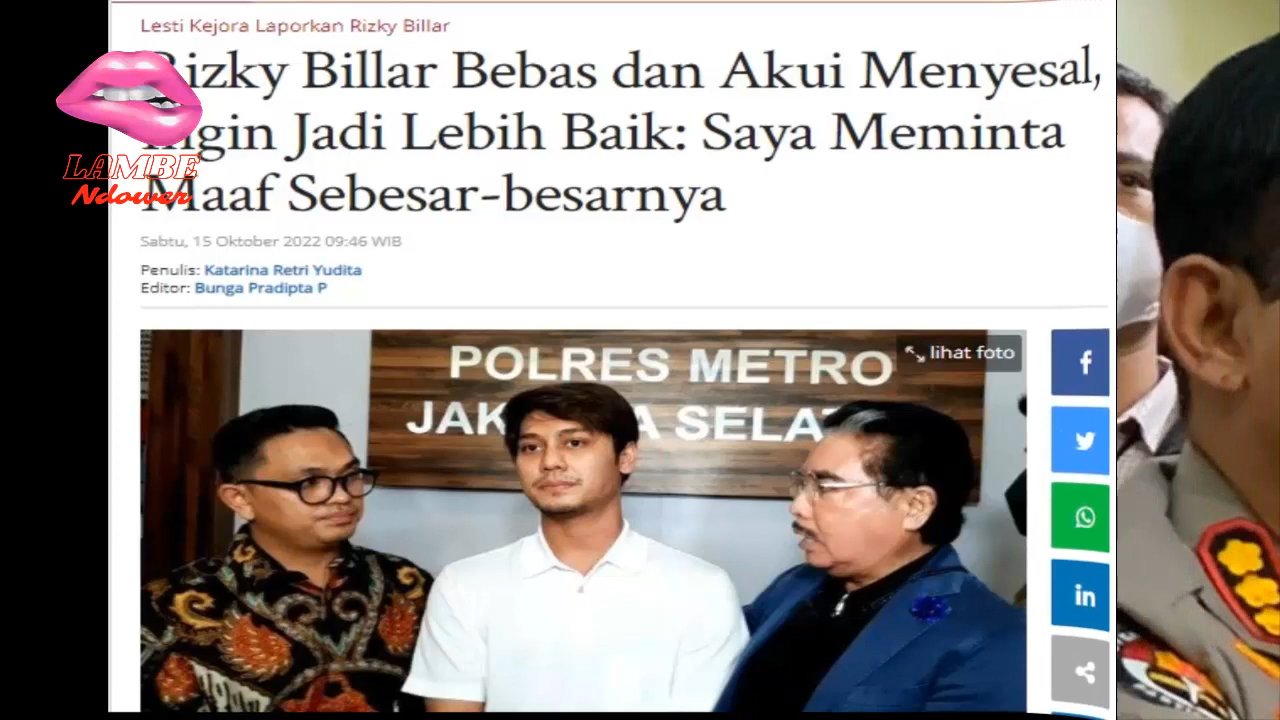 Lesti Kejora Laporkan Rizky Billar
Rizky Billar Bebas dan Akui Menyesal,
Ingin Jadi Lebih Baik: Saya Meminta
Maaf Sebesar-besarnya
LAMBE
Ndower
Sabtu, 15 Oktober 2022 09:46 WIB
Penulis: Katarina Retri Yudita
Editor: Bunga Pradipta P
lihat foto
POLRES METRO
JAKARTA SELATAN